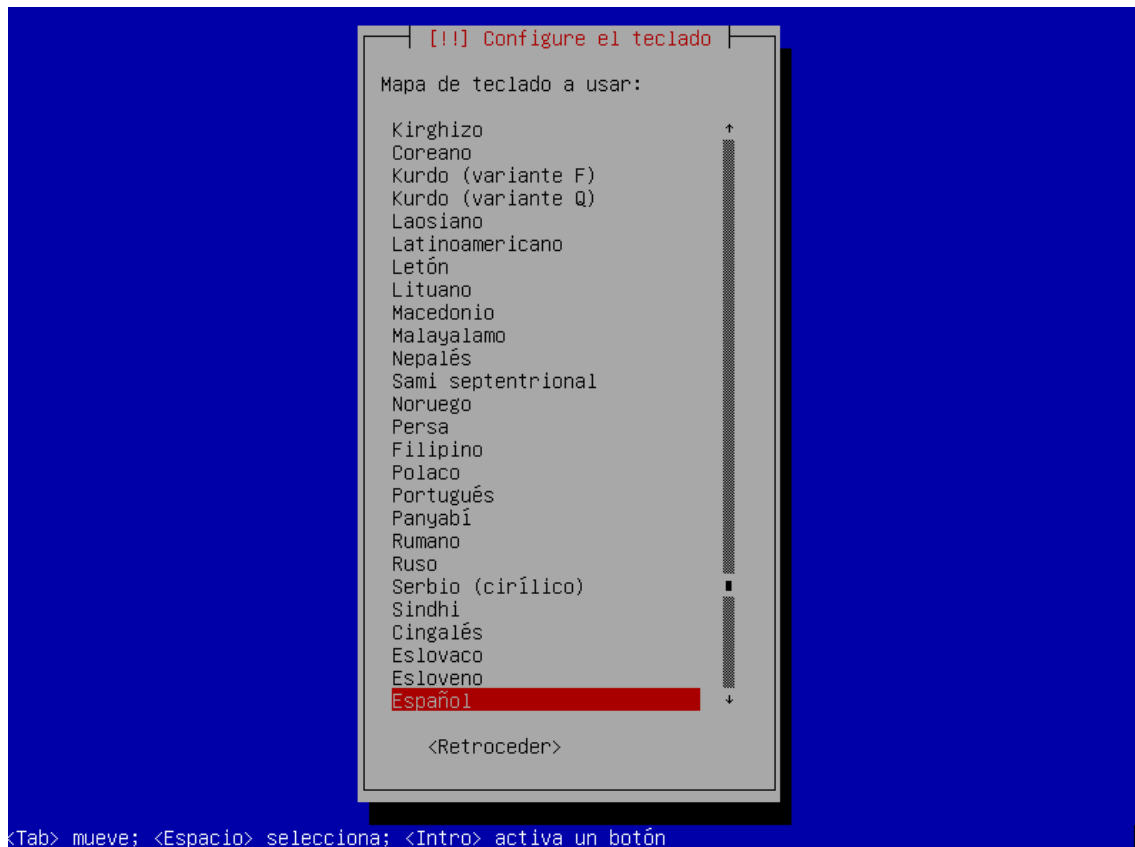 [!!] Configure el teclado
Mapa de teclado a usar:
Kirghizo
Coreano
Kurdo (variante F)
Kurdo (variante Q)
Laosiano
Latinoamericano
Letón
Lituano
Macedonio
Malayalamo
Nepalés
Sami septentrional
Noruego
Persa
Filipino
Polaco
Portugués
Panyabí
Rumano
Ruso
Serbio (cirílico)
Sindhi
Cingalés
Eslovaco
Esloveno
Español
<Retroceder>
<Tab> mueve; <Espacio> selecciona; <Intro> activa un botón